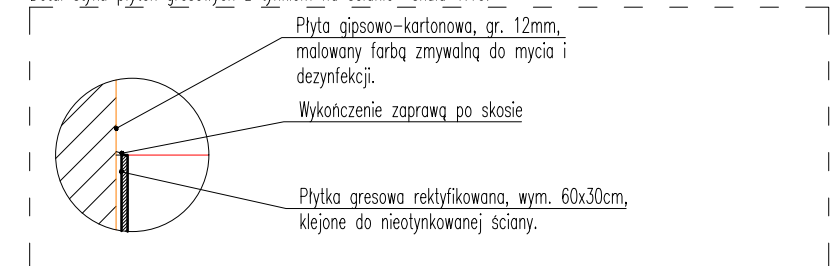 Płyta gipsowo-kartonowa, gr. 12mm,
malowany farbą zmywalną do mycia i
dezynfekcji.
Wykończenie zaprawą po skosie
Płytka gresowa rektyfikowana, wym. 60x30cm,
klejone do nieotynkowanej ściany.